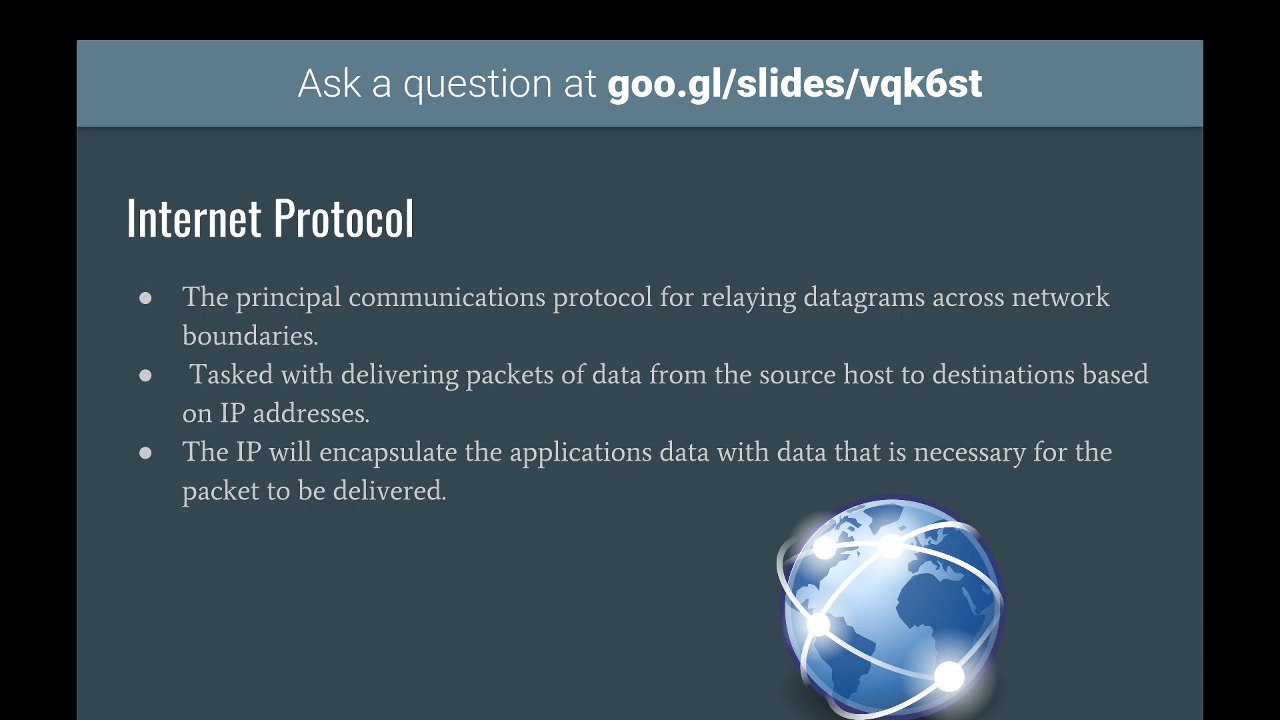 Ask a question at goo.gl/slides/vqk6st
Internet Protocol
● The principal communications protocol for relaying datagrams across network
boundaries.
● Tasked with delivering packets of data from the source host to destinations based
on IP addresses.
● The IP will encapsulate the applications data with data that is necessary for the
packet to be delivered.